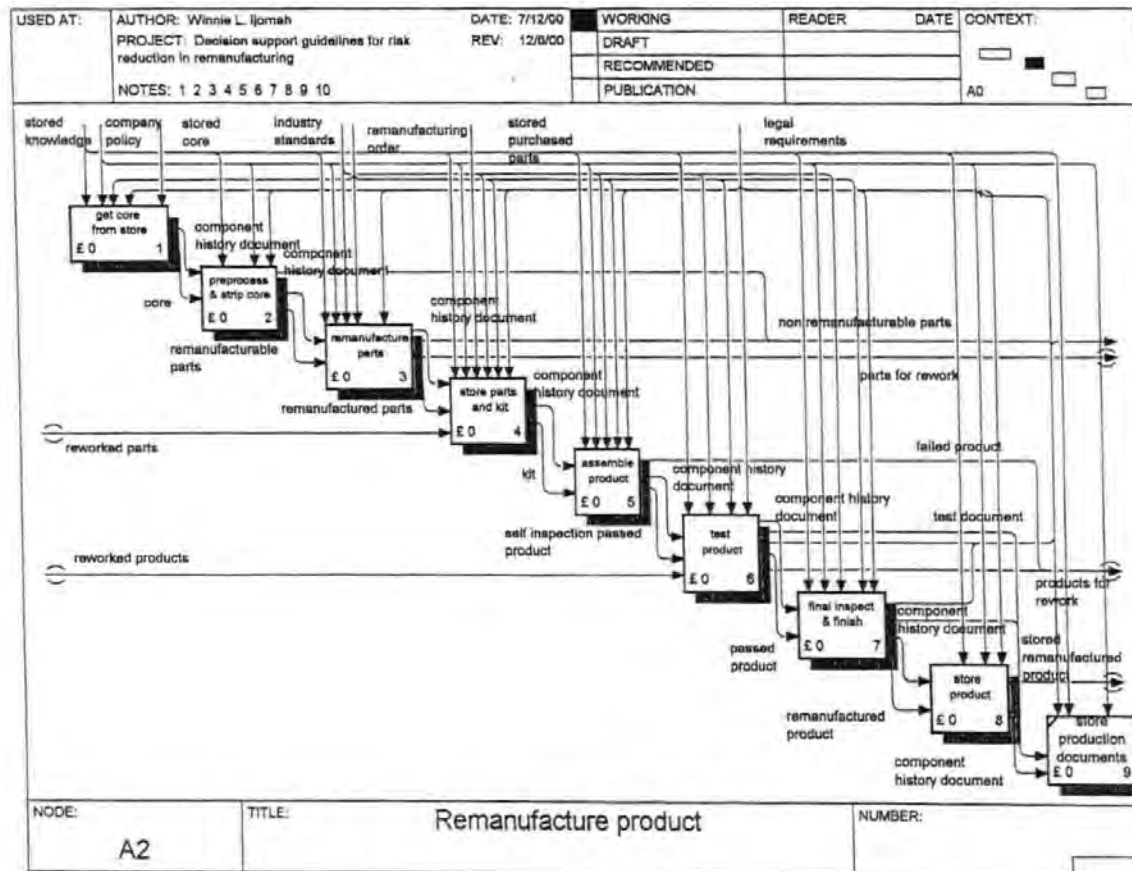 USED AT:
AUTHOR: Winnie L. Ijomah
DATE: 7/12/00
PROJECT: Decision support guidelines for risk
reduction in remanufacturing
REV: 12/6/00
NOTES: 1 2 3 4 5 6 7 8 9 10
WORKING
DRAFT
RECOMMENDED
PUBLICATION
READER
DATE
CONTEXT:
A0
stored
knowledge
company
policy
stored
core
industry
standards
remanufacturing
order
stored
purchased
parts
legal
requirements
get core
from store
£ 0 1
component
history document
preprocess
& strip core
£ 0 2
core
component
history document
remanufacturable
parts
remanufacture
parts
£ 0 3
component
history document
non remanufacturable parts
parts for rework
remanufactured parts
store parts
and kit
£ 0 4
component
history document
reworked parts
kit
assemble
product
£ 0 5
failed product
component history
document
self inspection passed
product
test
product
£ 0 6
component history
document
test document
reworked products
products for
rework
passed
product
final inspect
& finish
£ 0 7
component
history document
stored
remanufactured
product
remanufactured
product
store
product
£ 0 8
component
history document
store
production
documents
£ 0 9
NODE:
A2
TITLE:
Remanufacture product
NUMBER: